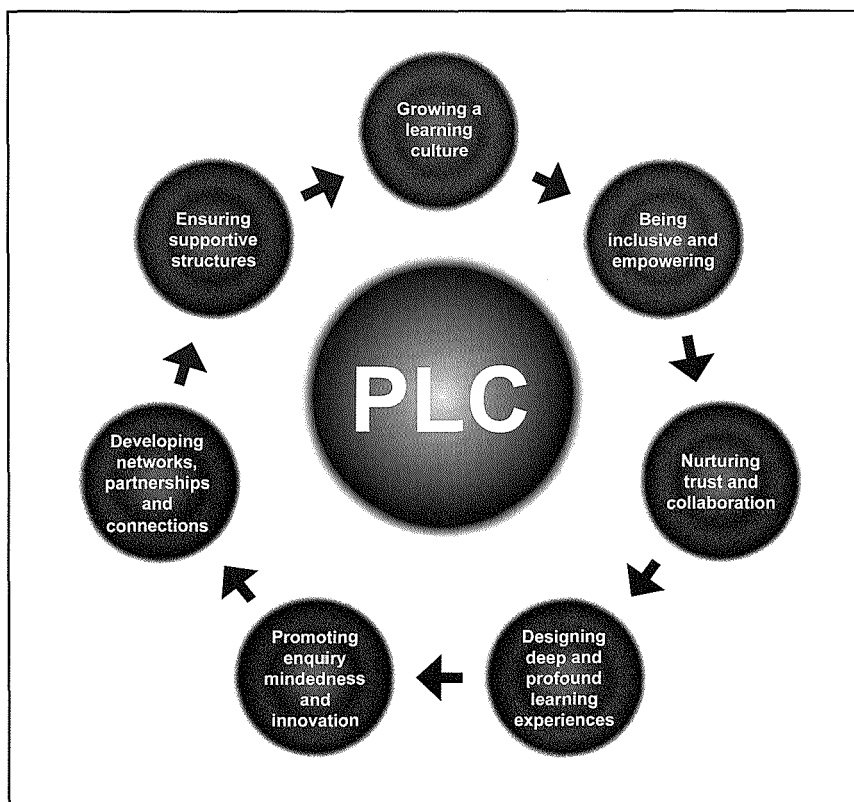 Growing a
learning
culture
Being
inclusive and
empowering
Nurturing
trust and
collaboration
Designing
deep and
profound
learning
experiences
Promoting
enquiry
mindedness
and
innovation
Developing
networks,
partnerships
and
connections
Ensuring
supportive
structures
PLC